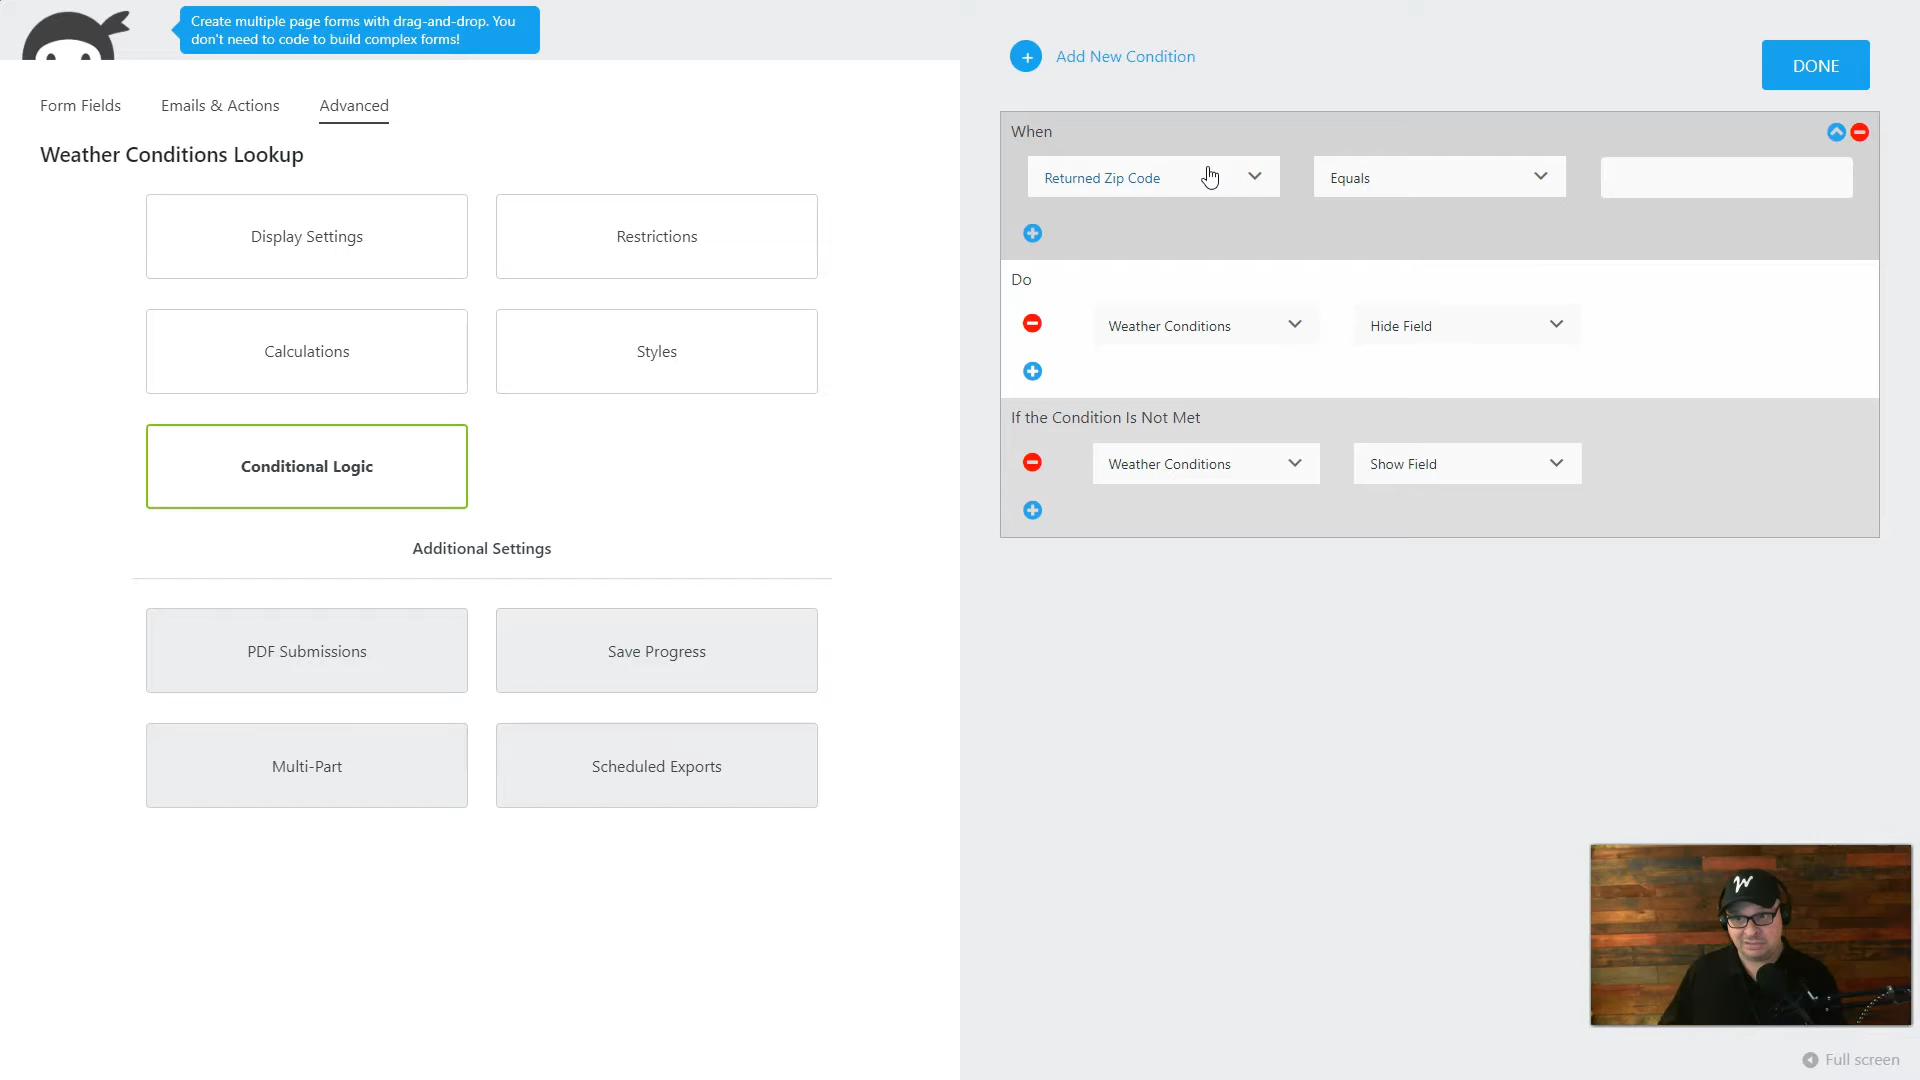 Create multiple page forms with drag-and-drop. You
don't need to code to build complex forms!
Form Fields
Emails & Actions
Advanced
Weather Conditions Lookup
Display Settings
Restrictions
Calculations
Styles
Conditional Logic
Additional Settings
PDF Submissions
Save Progress
Multi-Part
Scheduled Exports
Add New Condition
DONE
When
Returned Zip Code
Equals
Do
Weather Conditions
Hide Field
If the Condition Is Not Met
Weather Conditions
Show Field
W
Full screen